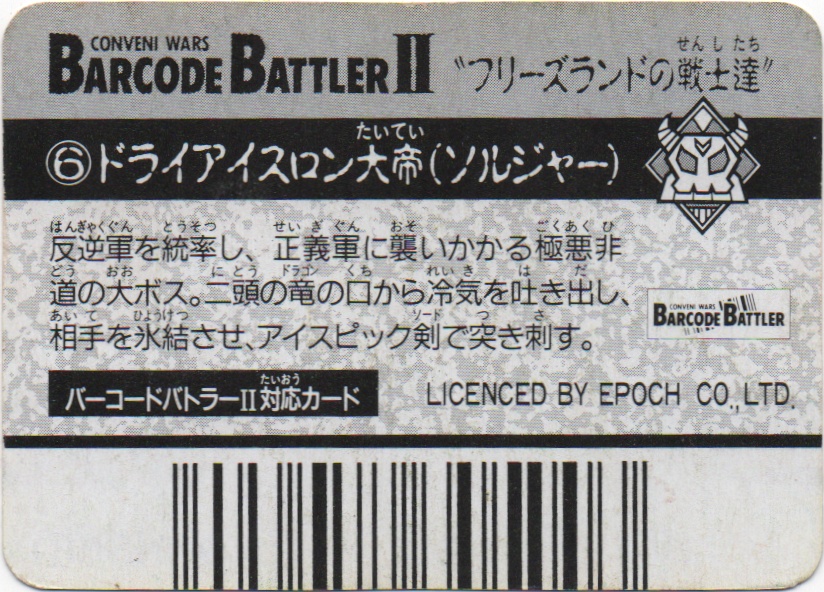 CONVENI WARS
BARCODE BATTLER II "フリーズランドの戦士達"
せんしたち
たいてい
⑥ドライアイスロン大帝(ソルジャー)
はんぎゃくぐん とうそつ せいぎぐん おそ ごくあくひ
反逆軍を統率し、正義軍に襲いかかる極悪非
どう おお にとう ドラゴン くち れいき は だ
道の大ボス。二頭の竜の口から冷気を吐き出し、
あいて ひょうけつ ソード つ さ
相手を氷結させ、アイスピック剣で突き刺す。
CONVENI WARS
BARCODE BATTLER
たいおう
バーコードバトラーII対応カード
LICENCED BY EPOCH CO.,LTD.